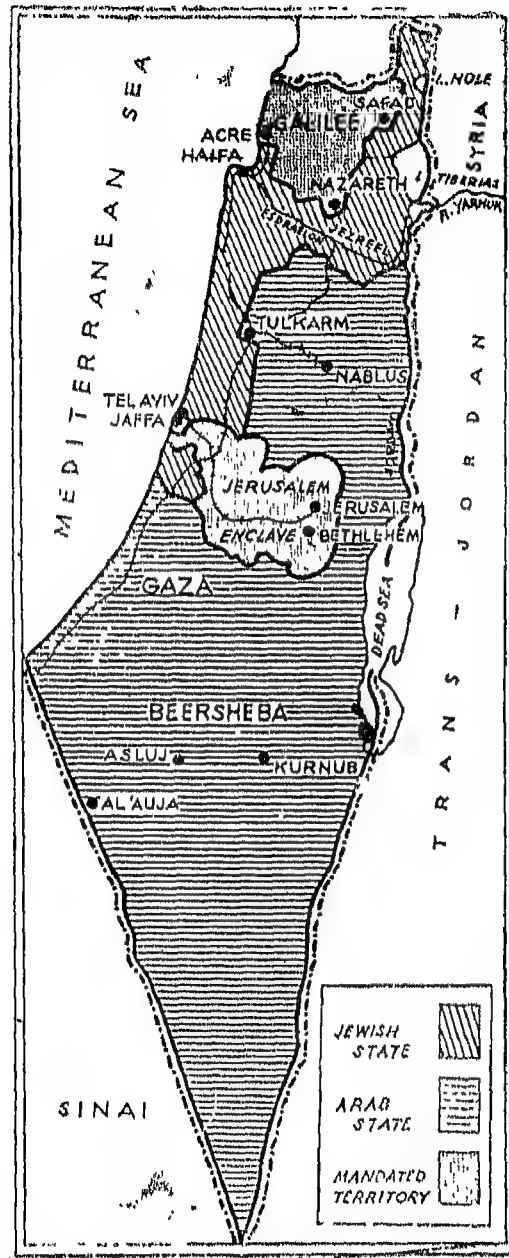 MEDITERRANEAN SEA
L. HULE
SAFAD
GALILEE
ACRE
HAIFA
SYRIA
TIBERIAS
NAZARETH
R. YARMUK
ESDRAELON
JEZREEL
TULKARM
NABLUS
TEL AVIV
JAFFA
JORDAN
JERUSALEM
ENCLAVE
JERUSALEM
BETHLEHEM
GAZA
DEAD SEA
TRANS — JORDAN
BEERSHEBA
ASLUJ
KURNUB
AL'AUJA
SINAI
JEWISH
STATE
ARAB
STATE
MANDATED
TERRITORY